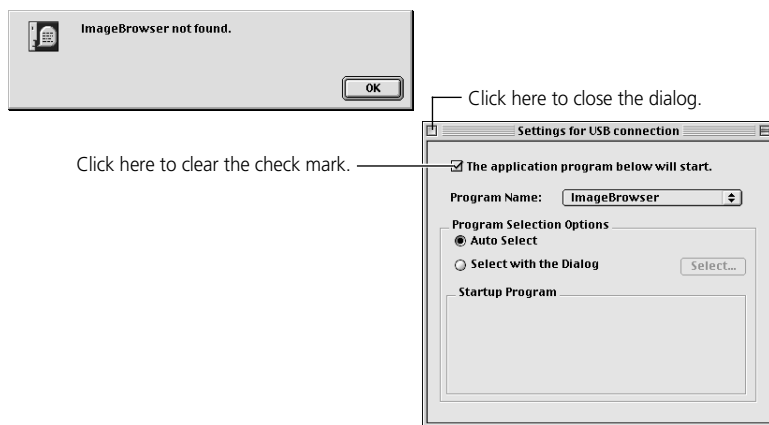 ImageBrowser not found.
OK
Click here to close the dialog.
Settings for USB connection
Click here to clear the check mark.
The application program below will start.
Program Name: ImageBrowser
Program Selection Options
Auto Select
Select with the Dialog Select...
Startup Program